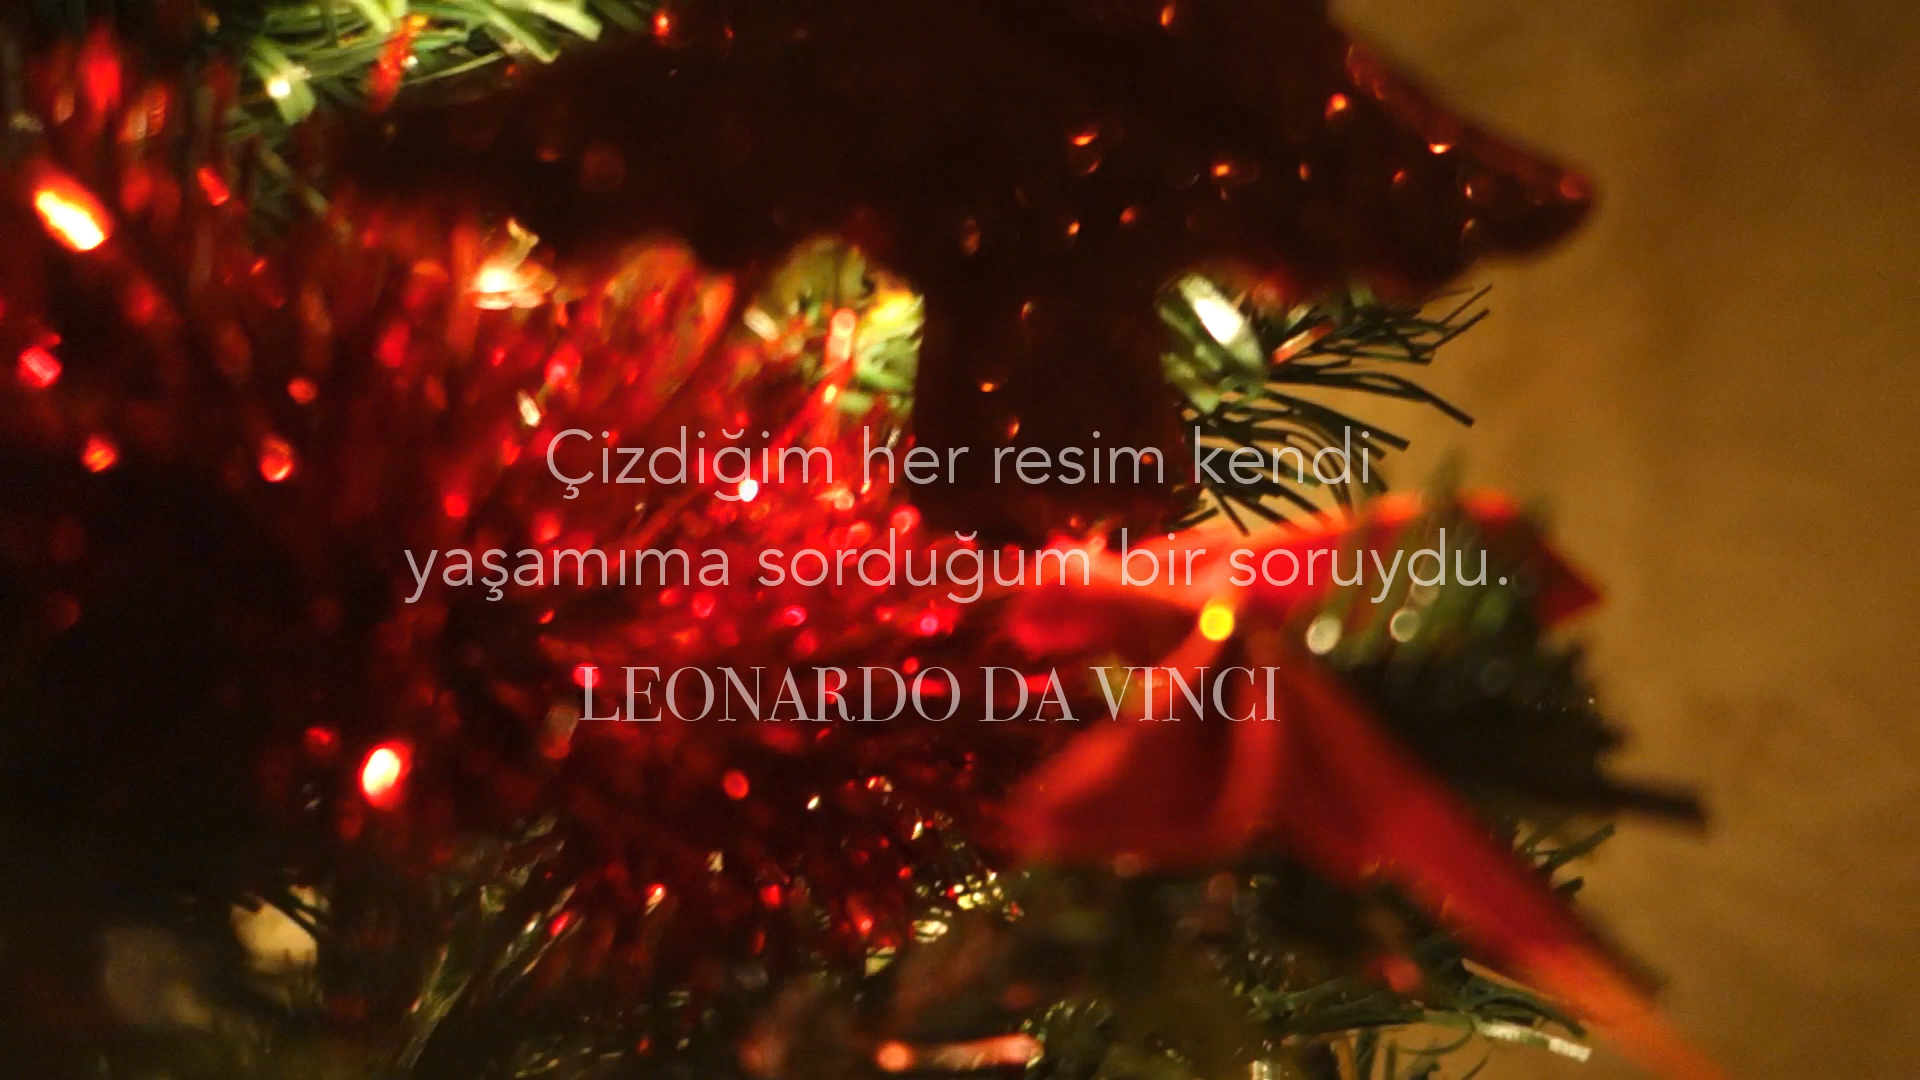 Çizdiğim her resim kendi
yaşamıma sorduğum bir soruydu.
LEONARDO DA VINCI